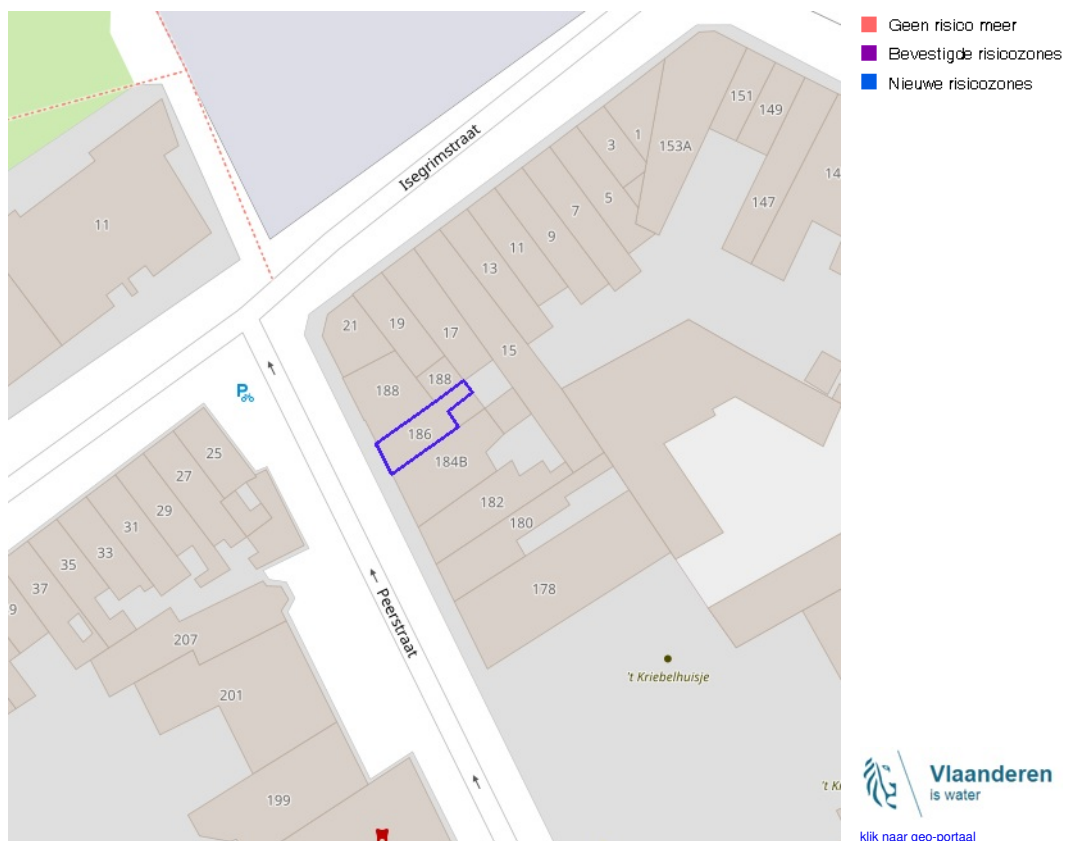 Geen risico meer
Bevestigde risicozones
Nieuwe risicozones
Isegrimstraat
151
149
1
3
153A
14
5
147
7
11
9
11
13
21
19
17
15
188
188
186
184B
25
27
182
29
180
31
33
35
37
9
178
Peerstraat
207
't Kriebelhuisje
201
199
P
Vlaanderen
is water
klik naar geo-portaal